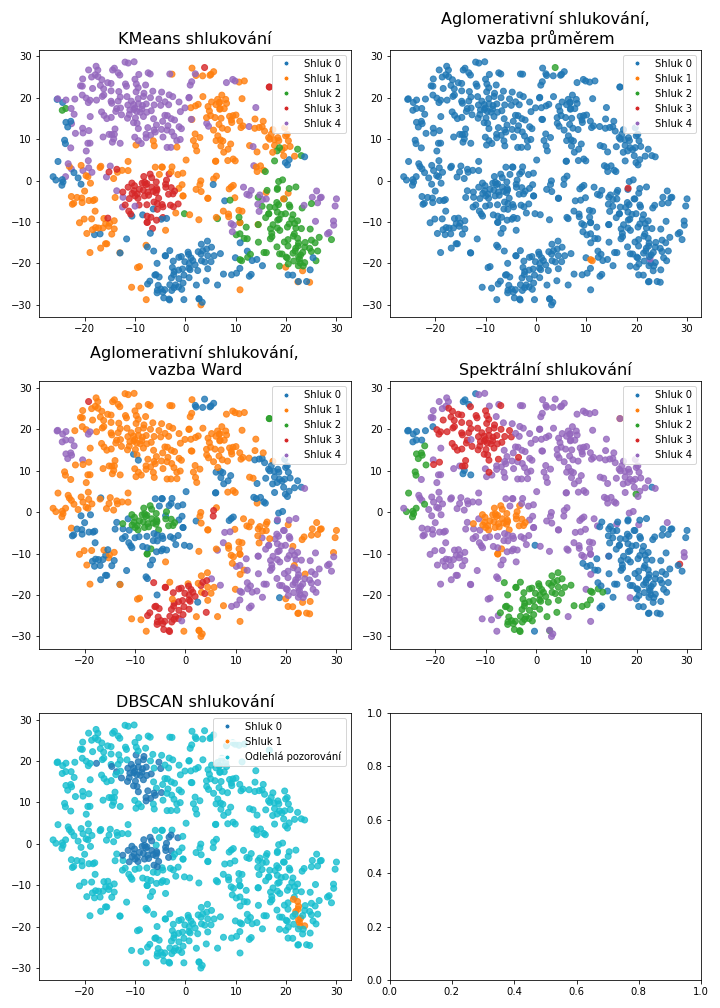 KMeans shlukování
Shluk 0
Shluk 1
Shluk 2
Shluk 3
Shluk 4
30
20
10
0
−10
−20
−30
−20
−10
0
10
20
30
Aglomerativní shlukování,
vazba průměrem
Shluk 0
Shluk 1
Shluk 2
Shluk 3
Shluk 4
30
20
10
0
−10
−20
−30
−20
−10
0
10
20
30
Aglomerativní shlukování,
vazba Ward
Shluk 0
Shluk 1
Shluk 2
Shluk 3
Shluk 4
30
20
10
0
−10
−20
−30
−20
−10
0
10
20
30
Spektrální shlukování
Shluk 0
Shluk 1
Shluk 2
Shluk 3
Shluk 4
30
20
10
0
−10
−20
−30
−20
−10
0
10
20
30
DBSCAN shlukování
Shluk 0
Shluk 1
Odlehlá pozorování
30
20
10
0
−10
−20
−30
−20
−10
0
10
20
30
1.0
0.8
0.6
0.4
0.2
0.0
0.0
0.2
0.4
0.6
0.8
1.0